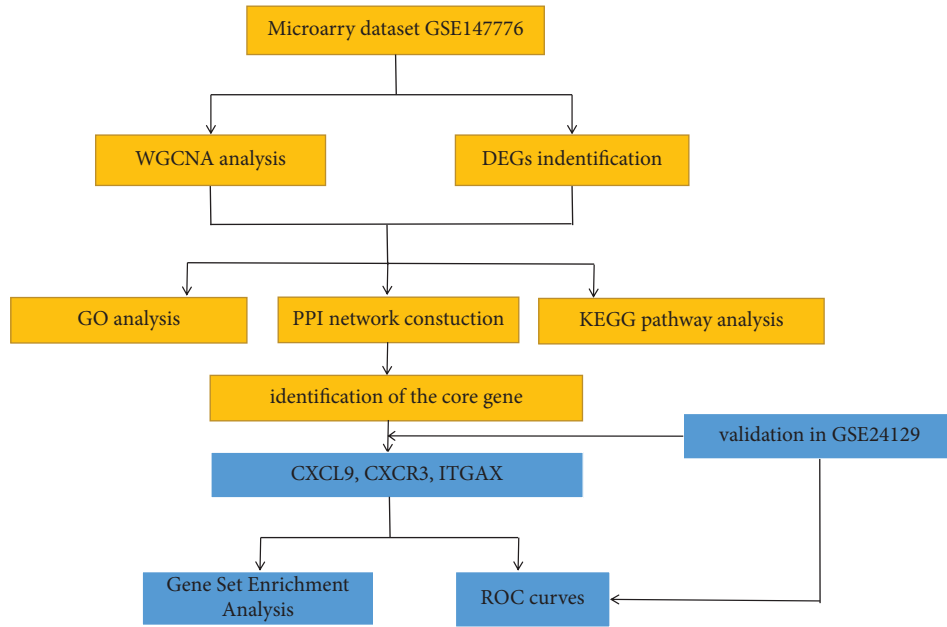 Microarry dataset GSE147776
WGCNA analysis
DEGs indentification
GO analysis
PPI network constuction
KEGG pathway analysis
identification of the core gene
validation in GSE24129
CXCL9, CXCR3, ITGAX
Gene Set Enrichment
Analysis
ROC curves